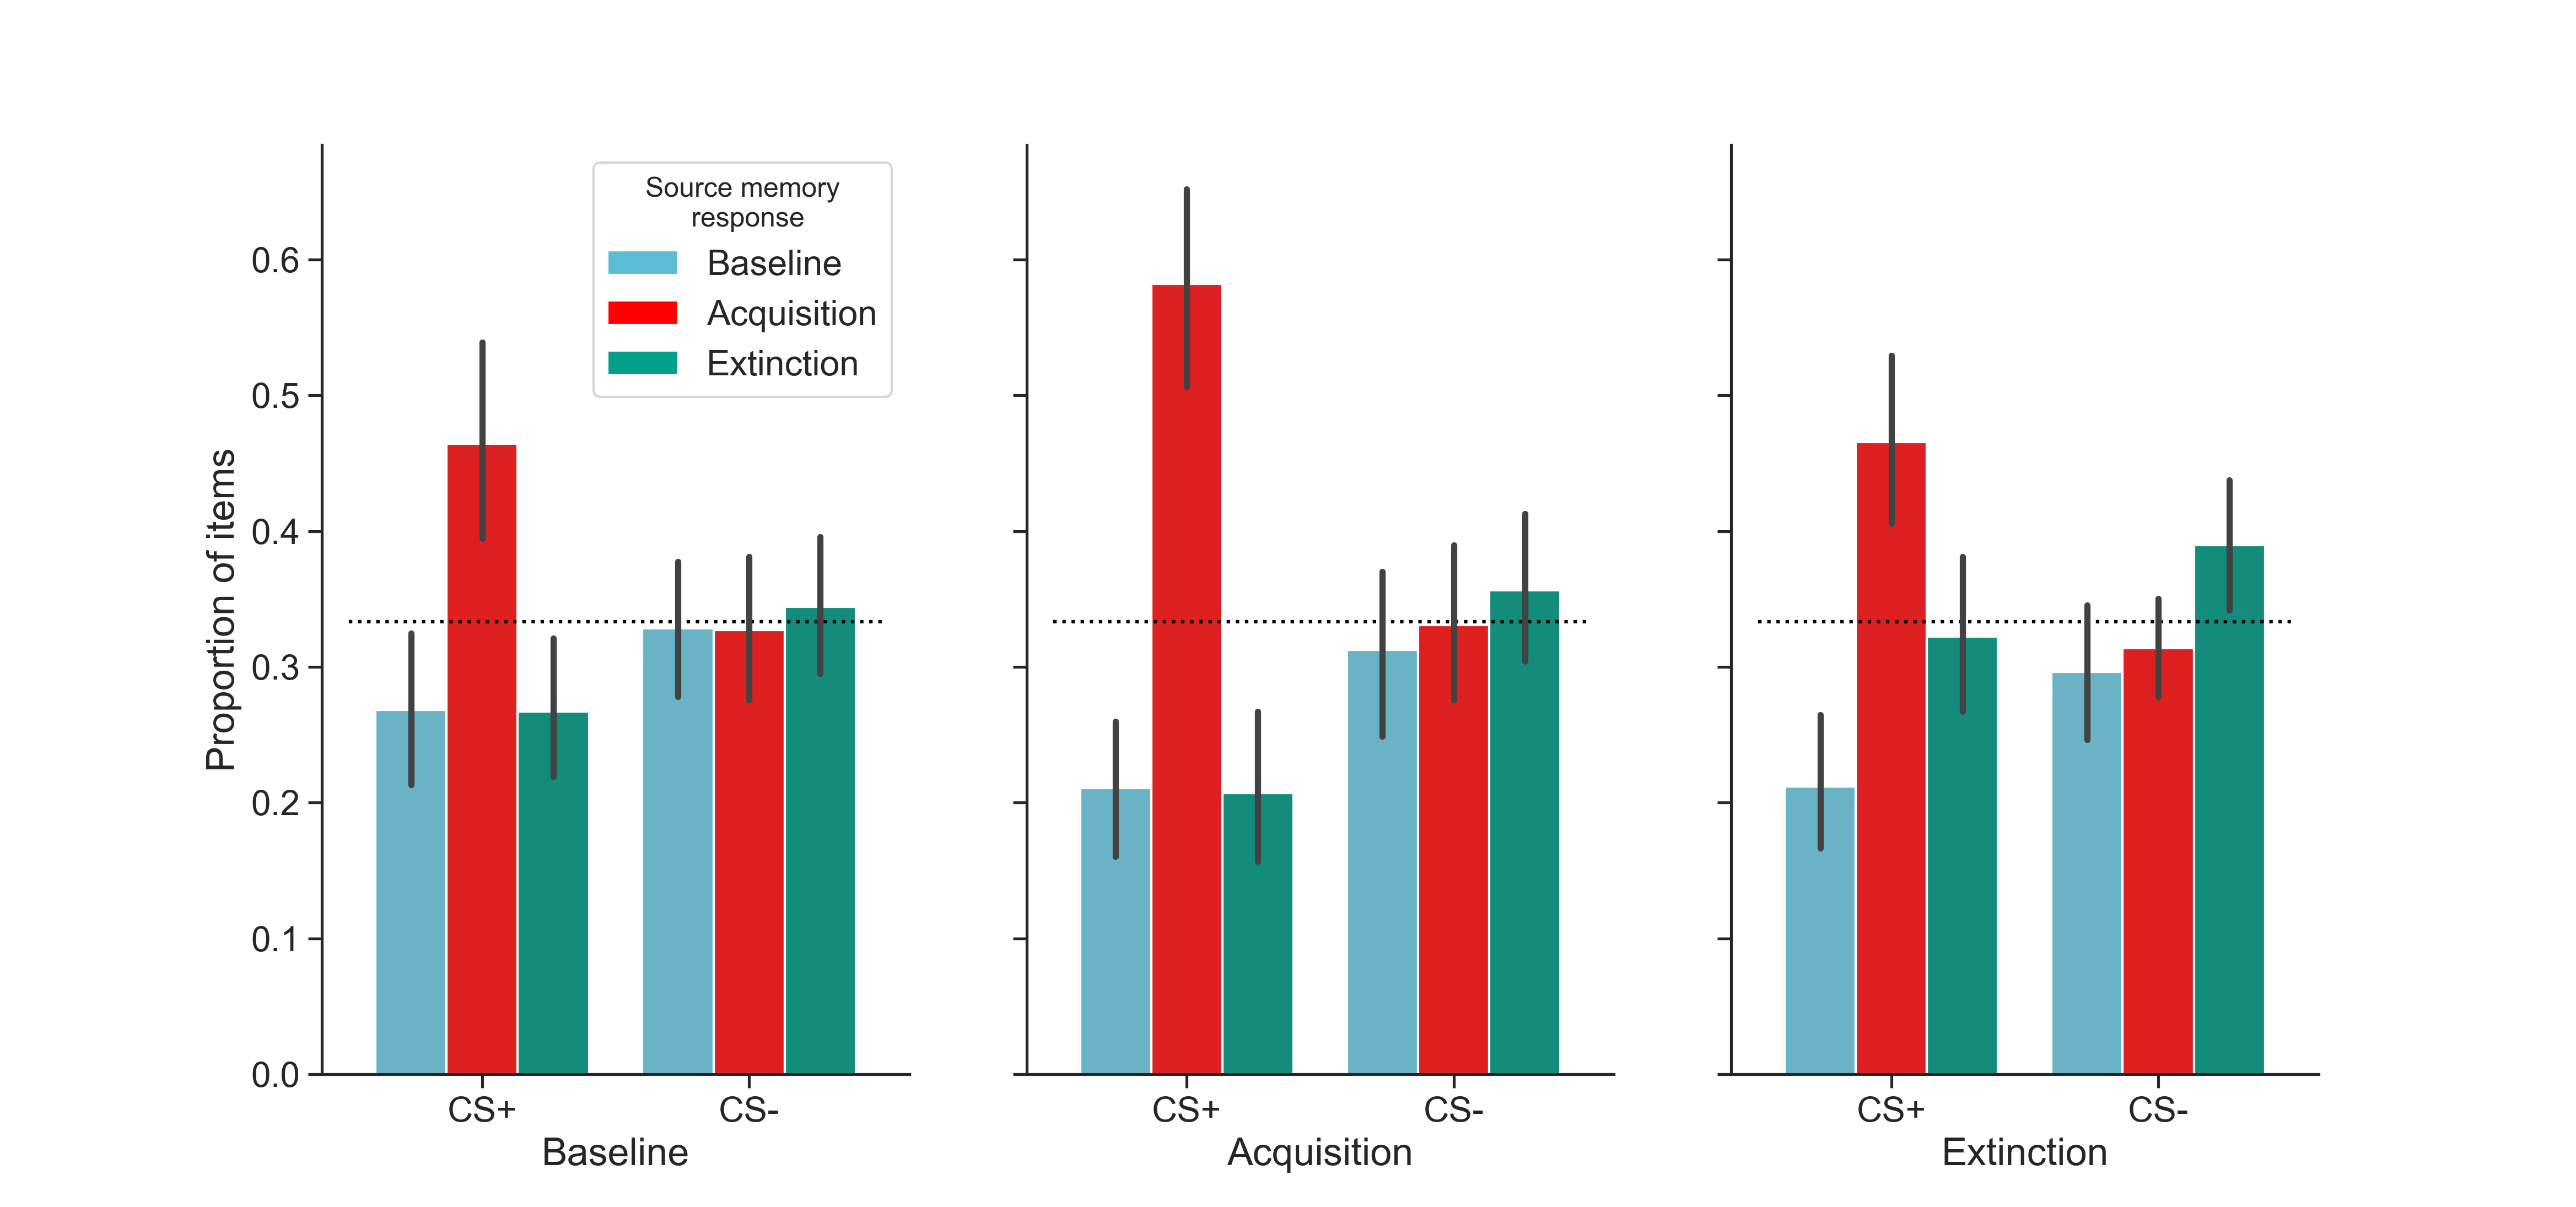 Source memory
response
Baseline
Acquisition
Extinction
Proportion of items
0.6
0.5
0.4
0.3
0.2
0.1
0.0
CS+ CS-
Baseline
CS+ CS-
Acquisition
CS+ CS-
Extinction